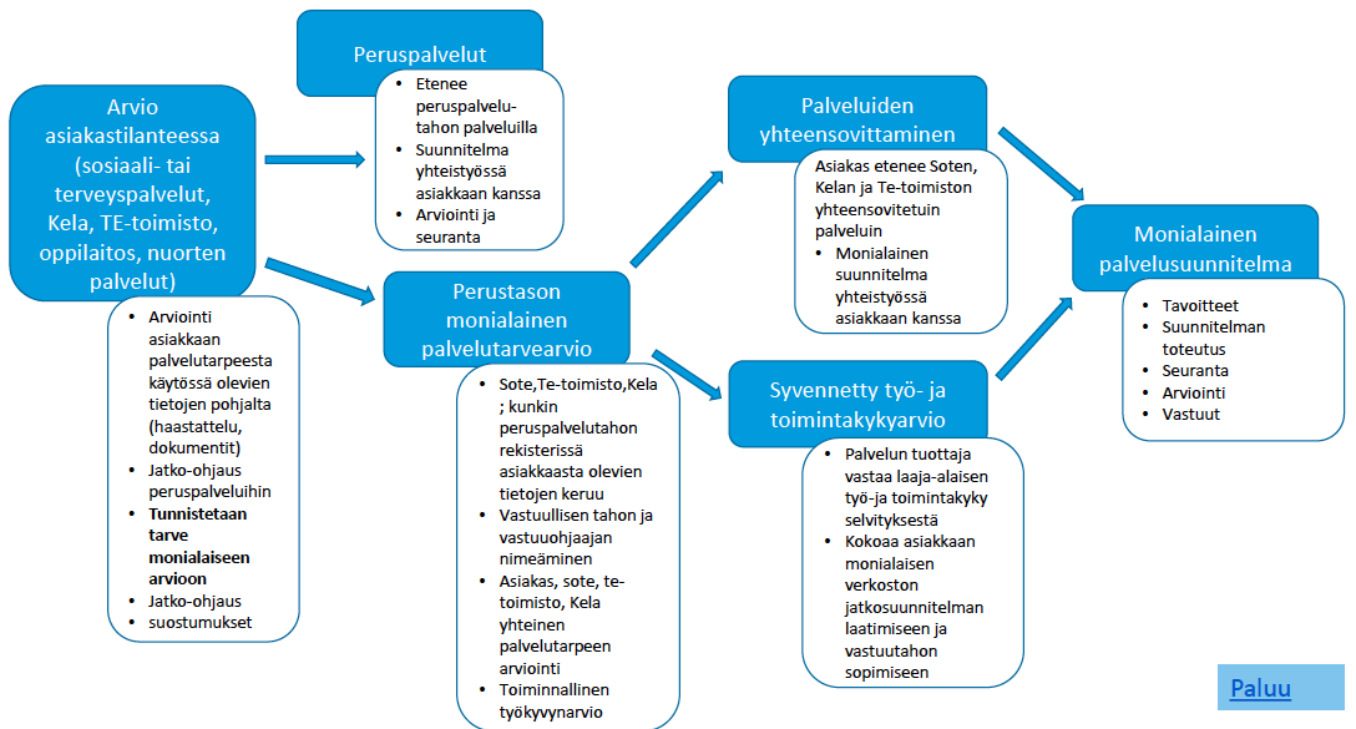 Arvio
asiakastilanteessa
(sosiaali- tai
terveyspalvelut,
Kela, TE-toimisto,
oppilaitos, nuorten
palvelut)
• Arviointi
asiakkaan
palvelutarpeesta
käytössä olevien
tietojen pohjalta
(haastattelu,
dokumentit)
• Jatko-ohjaus
peruspalveluihin
• Tunnistetaan
tarve
monialaiseen
arvioon
• Jatko-ohjaus
• suostumukset
Peruspalvelut
• Etenee
peruspalvelu-
tahon palveluilla
• Suunnitelma
yhteistyössä
asiakkaan kanssa
• Arviointi ja
seuranta
Perustason
monialainen
palvelutarvearvio
• Sote,Te-toimisto,Kela
; kunkin
peruspalvelutahon
rekisterissä
asiakkaasta olevien
tietojen keruu
• Vastuullisen tahon ja
vastuuohjaajan
nimeäminen
• Asiakas, sote, te-
toimisto, Kela
yhteinen
palvelutarpeen
arviointi
• Toiminnallinen
työkyvynarvio
Palveluiden
yhteensovittaminen
Asiakas etenee Soten,
Kelan ja Te-toimiston
yhteensovitetuin
palveluin
• Monialainen
suunnitelma
yhteistyössä
asiakkaan kanssa
Syvennetty työ- ja
toimintakykyarvio
• Palvelun tuottaja
vastaa laaja-alaisen
työ-ja toimintakyky
selvityksestä
• Kokoaa asiakkaan
monialaisen
verkoston
jatkosuunnitelman
laatimiseen ja
vastuutahon
sopimiseen
Monialainen
palvelusuunnitelma
• Tavoitteet
• Suunnitelman
toteutus
• Seuranta
• Arviointi
• Vastuut
Paluu